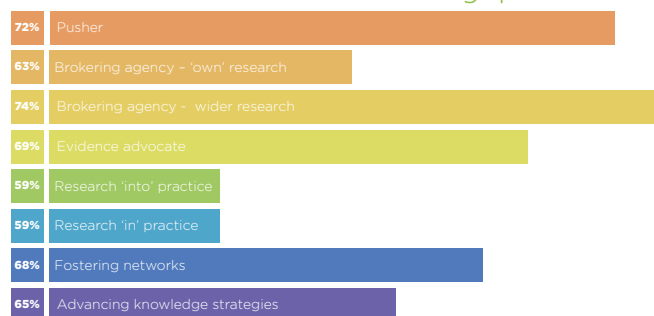 72% Pusher
63% Brokering agency – ‘own’ research
74% Brokering agency - wider research
69% Evidence advocate
59% Research ‘into’ practice
59% Research ‘in’ practice
68% Fostering networks
65% Advancing knowledge strategies